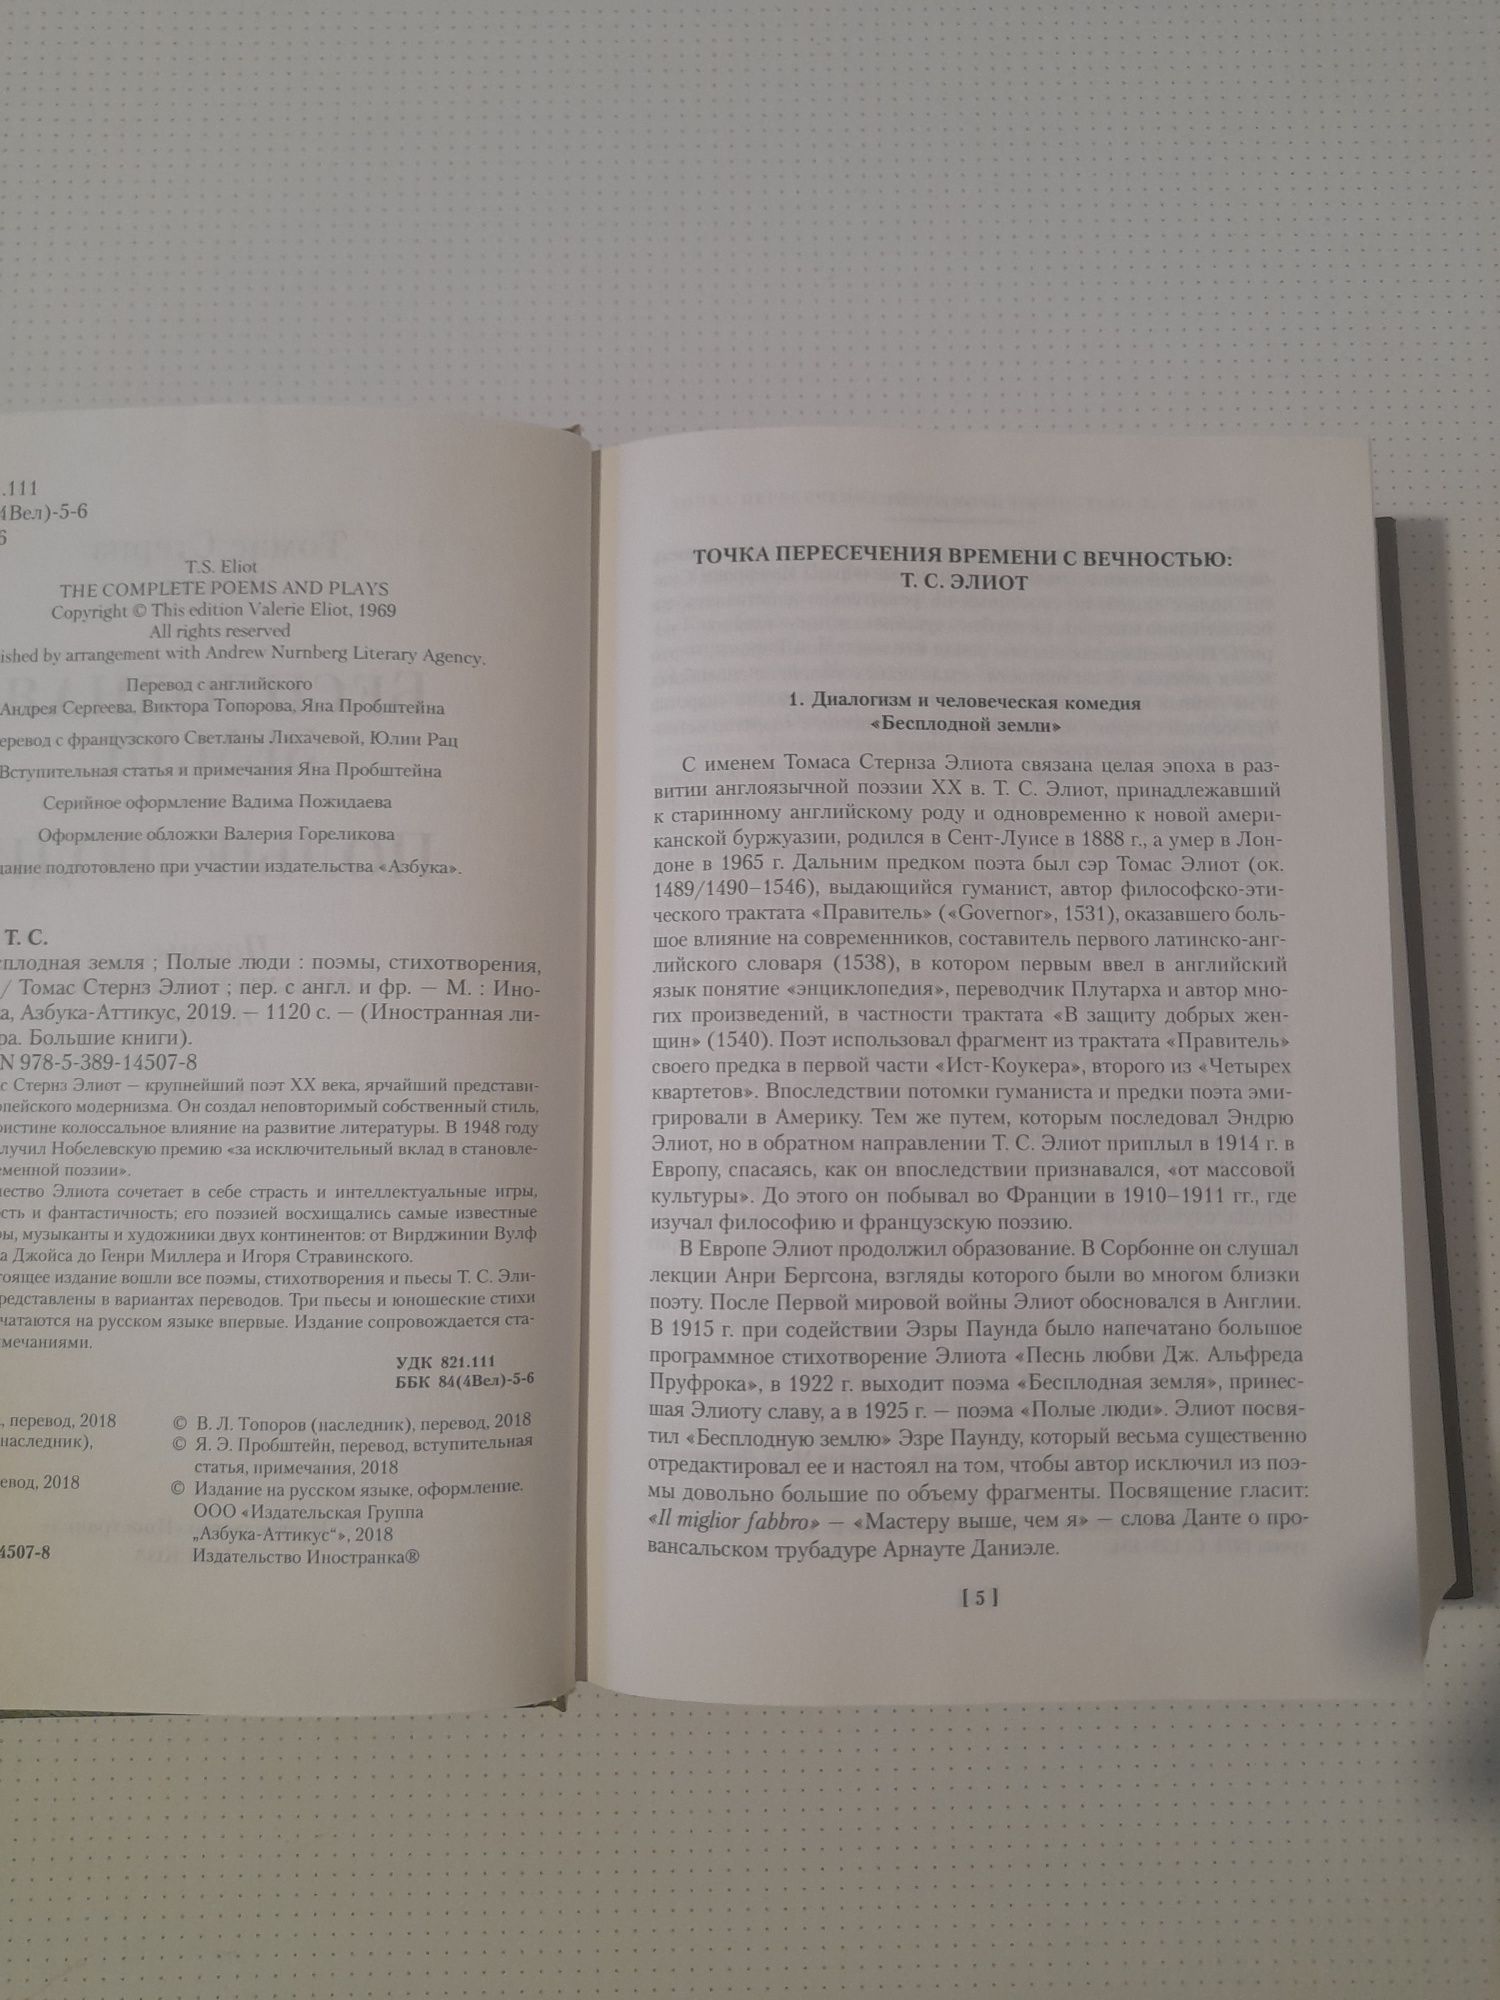 .111
4Вел)-5-6
6
T.S. Eliot
THE COMPLETE POEMS AND PLAYS
Copyright © This edition Valerie Eliot, 1969
All rights reserved
ished by arrangement with Andrew Nurnberg Literary Agency.
Перевод с английского
Андрея Сергеева, Виктора Топорова, Яна Пробштейна
еревод с французского Светланы Лихачевой, Юлии Рац
Вступительная статья и примечания Яна Пробштейна
Серийное оформление Вадима Пожидаева
Оформление обложки Валерия Гореликова
дание подготовлено при участии издательства «Азбука».
Т. С.
сплодная земля ; Полые люди : поэмы, стихотворения,
/ Томас Стернз Элиот ; пер. с англ. и фр. — М. : Ино-
ка, Азбука-Аттикус, 2019. — 1120 с. — (Иностранная ли-
ра. Большие книги).
N 978-5-389-14507-8
с Стернз Элиот — крупнейший поэт XX века, ярчайший представи-
опейского модернизма. Он создал неповторимый собственный стиль,
оистине колоссальное влияние на развитие литературы. В 1948 году
лучил Нобелевскую премию «за исключительный вклад в становле-
еменной поэзии».
чество Элиота сочетает в себе страсть и интеллектуальные игры,
ость и фантастичность; его поэзией восхищались самые известные
ры, музыканты и художники двух континентов: от Вирджинии Вулф
а Джойса до Генри Миллера и Игоря Стравинского.
тоящее издание вошли все поэмы, стихотворения и пьесы Т. С. Эли-
редставлены в вариантах переводов. Три пьесы и юношеские стихи
чатаются на русском языке впервые. Издание сопровождается ста-
мечаниями.
УДК 821.111
ББК 84(4Вел)-5-6
, перевод, 2018
наследник),
евод, 2018
4507-8
© В. Л. Топоров (наследник), перевод, 2018
© Я. Э. Пробштейн, перевод, вступительная
статья, примечания, 2018
© Издание на русском языке, оформление.
ООО «Издательская Группа
„Азбука-Аттикус“», 2018
Издательство Иностранка®
ТОЧКА ПЕРЕСЕЧЕНИЯ ВРЕМЕНИ С ВЕЧНОСТЬЮ:
Т. С. ЭЛИОТ
1. Диалогизм и человеческая комедия
«Бесплодной земли»
С именем Томаса Стернза Элиота связана целая эпоха в раз-
витии англоязычной поэзии XX в. Т. С. Элиот, принадлежавший
к старинному английскому роду и одновременно к новой амери-
канской буржуазии, родился в Сент-Луисе в 1888 г., а умер в Лон-
доне в 1965 г. Дальним предком поэта был сэр Томас Элиот (ок.
1489/1490–1546), выдающийся гуманист, автор философско-эти-
ческого трактата «Правитель» («Governor», 1531), оказавшего боль-
шое влияние на современников, составитель первого латинско-анг-
лийского словаря (1538), в котором первым ввел в английский
язык понятие «энциклопедия», переводчик Плутарха и автор мно-
гих произведений, в частности трактата «В защиту добрых жен-
щин» (1540). Поэт использовал фрагмент из трактата «Правитель»
своего предка в первой части «Ист-Коукера», второго из «Четырех
квартетов». Впоследствии потомки гуманиста и предки поэта эми-
грировали в Америку. Тем же путем, которым последовал Эндрю
Элиот, но в обратном направлении Т. С. Элиот приплыл в 1914 г. в
Европу, спасаясь, как он впоследствии признавался, «от массовой
культуры». До этого он побывал во Франции в 1910–1911 гг., где
изучал философию и французскую поэзию.
В Европе Элиот продолжил образование. В Сорбонне он слушал
лекции Анри Бергсона, взгляды которого были во многом близки
поэту. После Первой мировой войны Элиот обосновался в Англии.
В 1915 г. при содействии Эзры Паунда было напечатано большое
программное стихотворение Элиота «Песнь любви Дж. Альфреда
Пруфрока», в 1922 г. выходит поэма «Бесплодная земля», принес-
шая Элиоту славу, а в 1925 г. — поэма «Полые люди». Элиот посвя-
тил «Бесплодную землю» Эзре Паунду, который весьма существенно
отредактировал ее и настоял на том, чтобы автор исключил из поэ-
мы довольно большие по объему фрагменты. Посвящение гласит:
«Il miglior fabbro» — «Мастеру выше, чем я» — слова Данте о про-
вансальском трубадуре Арнауте Даниэле.
[ 5 ]